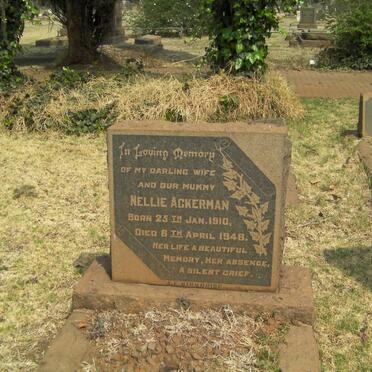 In Loving Memory
OF MY DARLING WIFE
AND OUR MUMMY
NELLIE ACKERMAN
BORN 25TH JAN. 1910.
DIED 6TH APRIL 1948.
HER LIFE A BEAUTIFUL
MEMORY, HER ABSENCE,
A SILENT GRIEF.